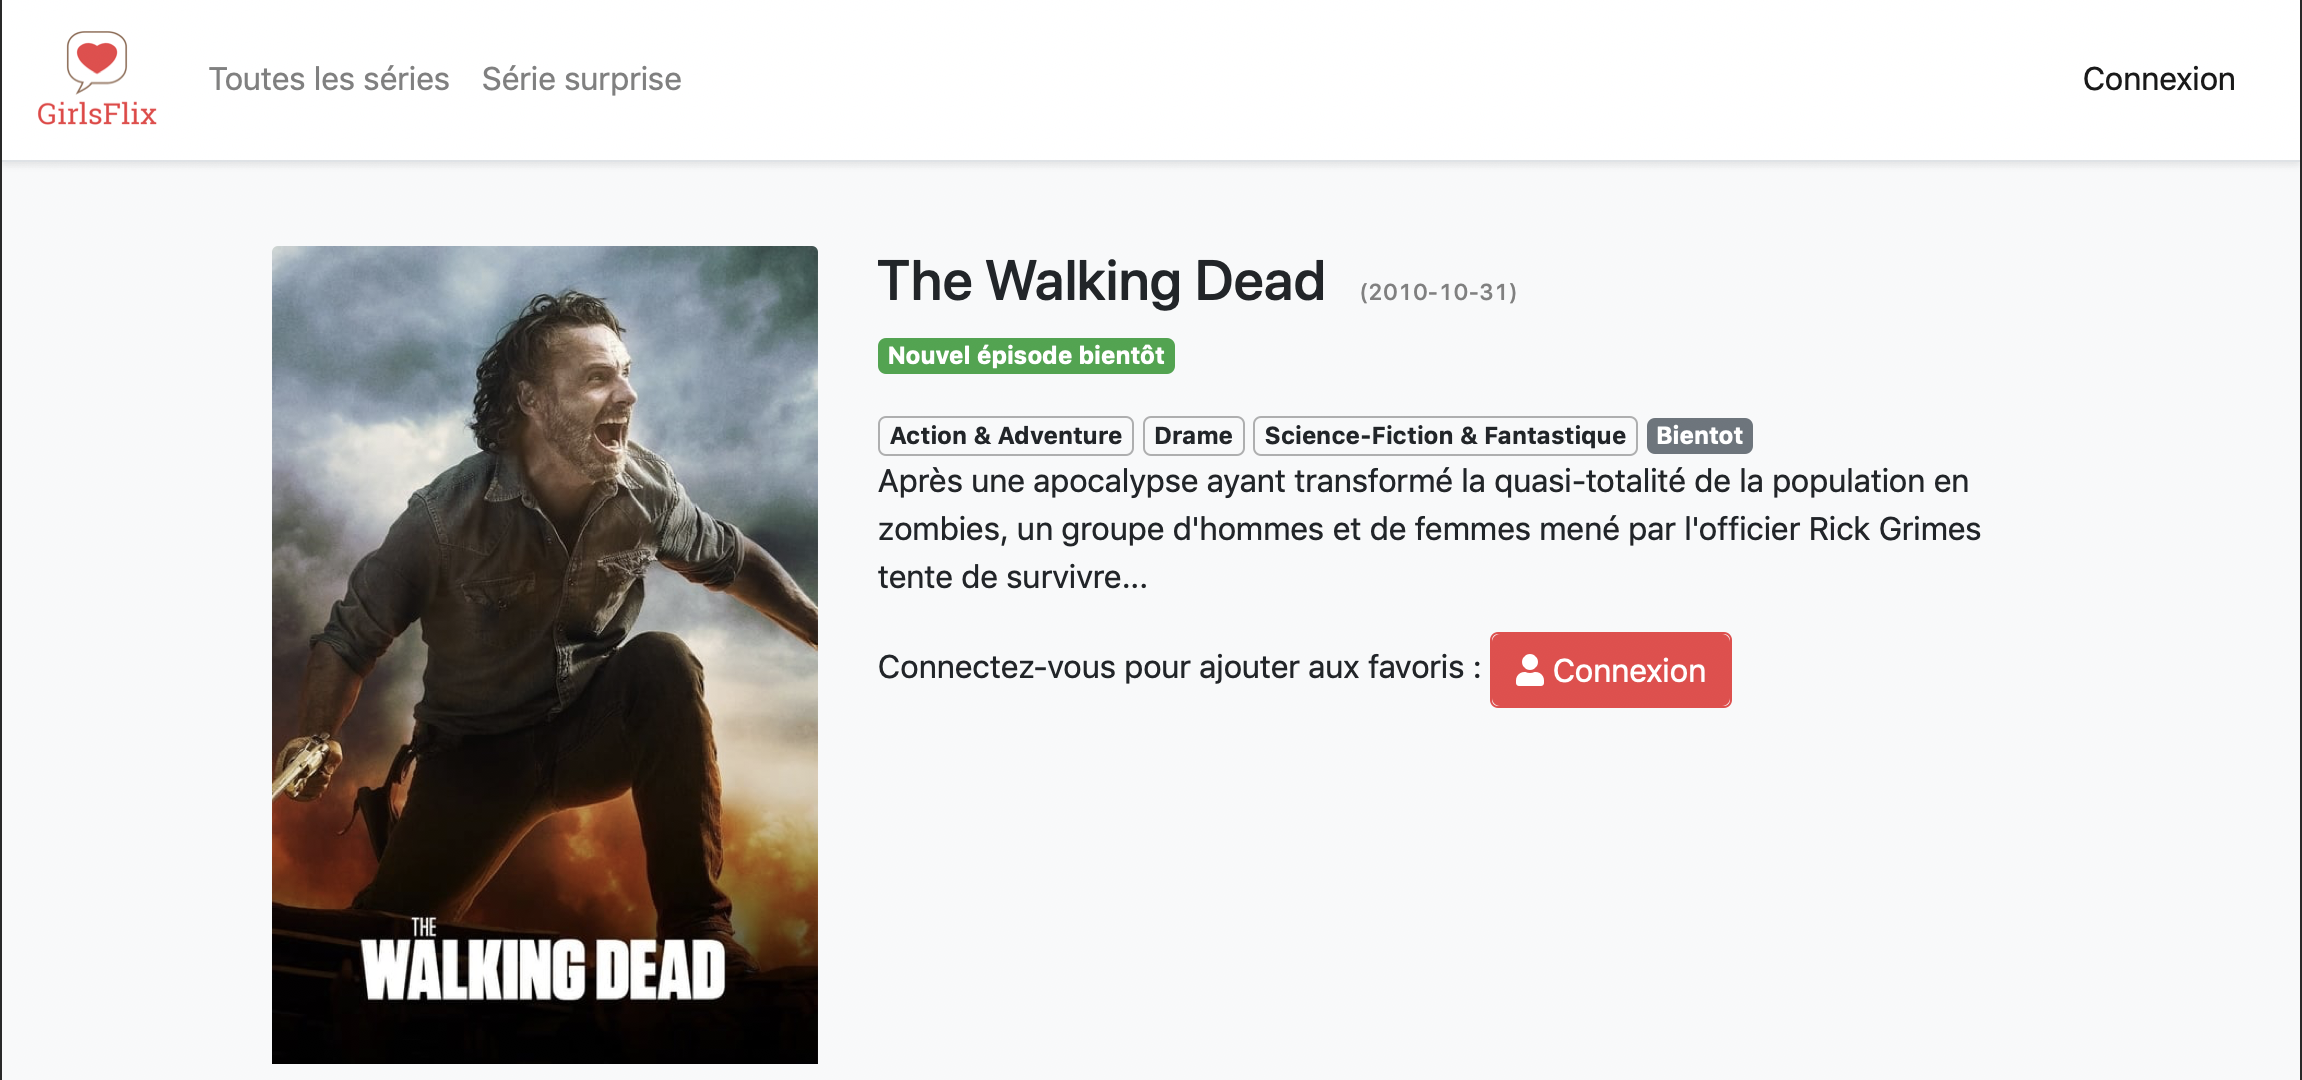 GirlsFlix
Toutes les séries
Série surprise
Connexion
The Walking Dead (2010-10-31)
Nouvel épisode bientôt
Action & Adventure Drame Science-Fiction & Fantastique Bientot
Après une apocalypse ayant transformé la quasi-totalité de la population en
zombies, un groupe d'hommes et de femmes mené par l'officier Rick Grimes
tente de survivre...
Connectez-vous pour ajouter aux favoris : Connexion
THE
WALKING DEAD